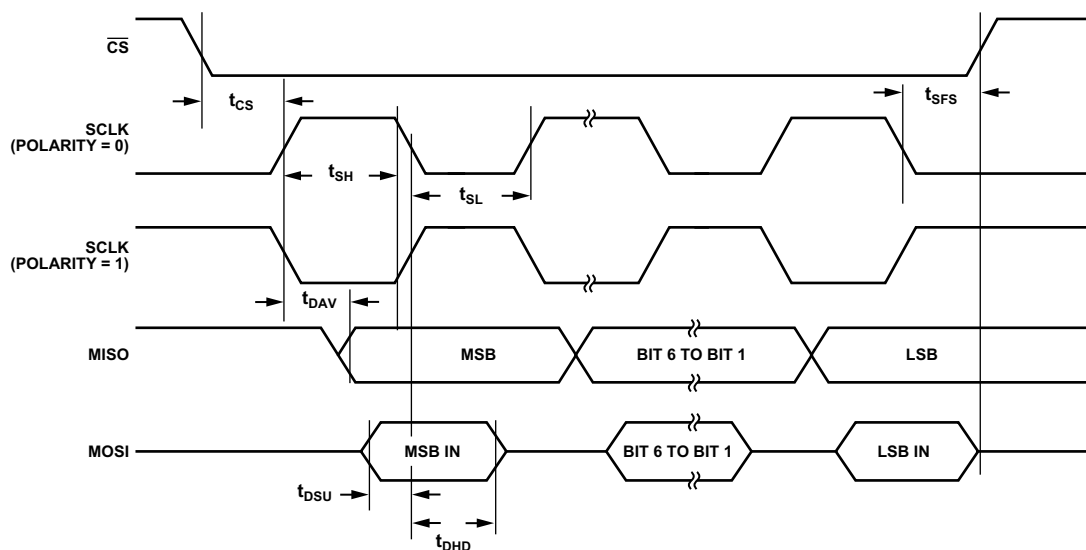 CS
tCS
tSFS
SCLK
(POLARITY = 0)
tSH
tSL
SCLK
(POLARITY = 1)
tDAV
MISO
MSB
BIT 6 TO BIT 1
LSB
MOSI
MSB IN
BIT 6 TO BIT 1
LSB IN
tDSU
tDHD